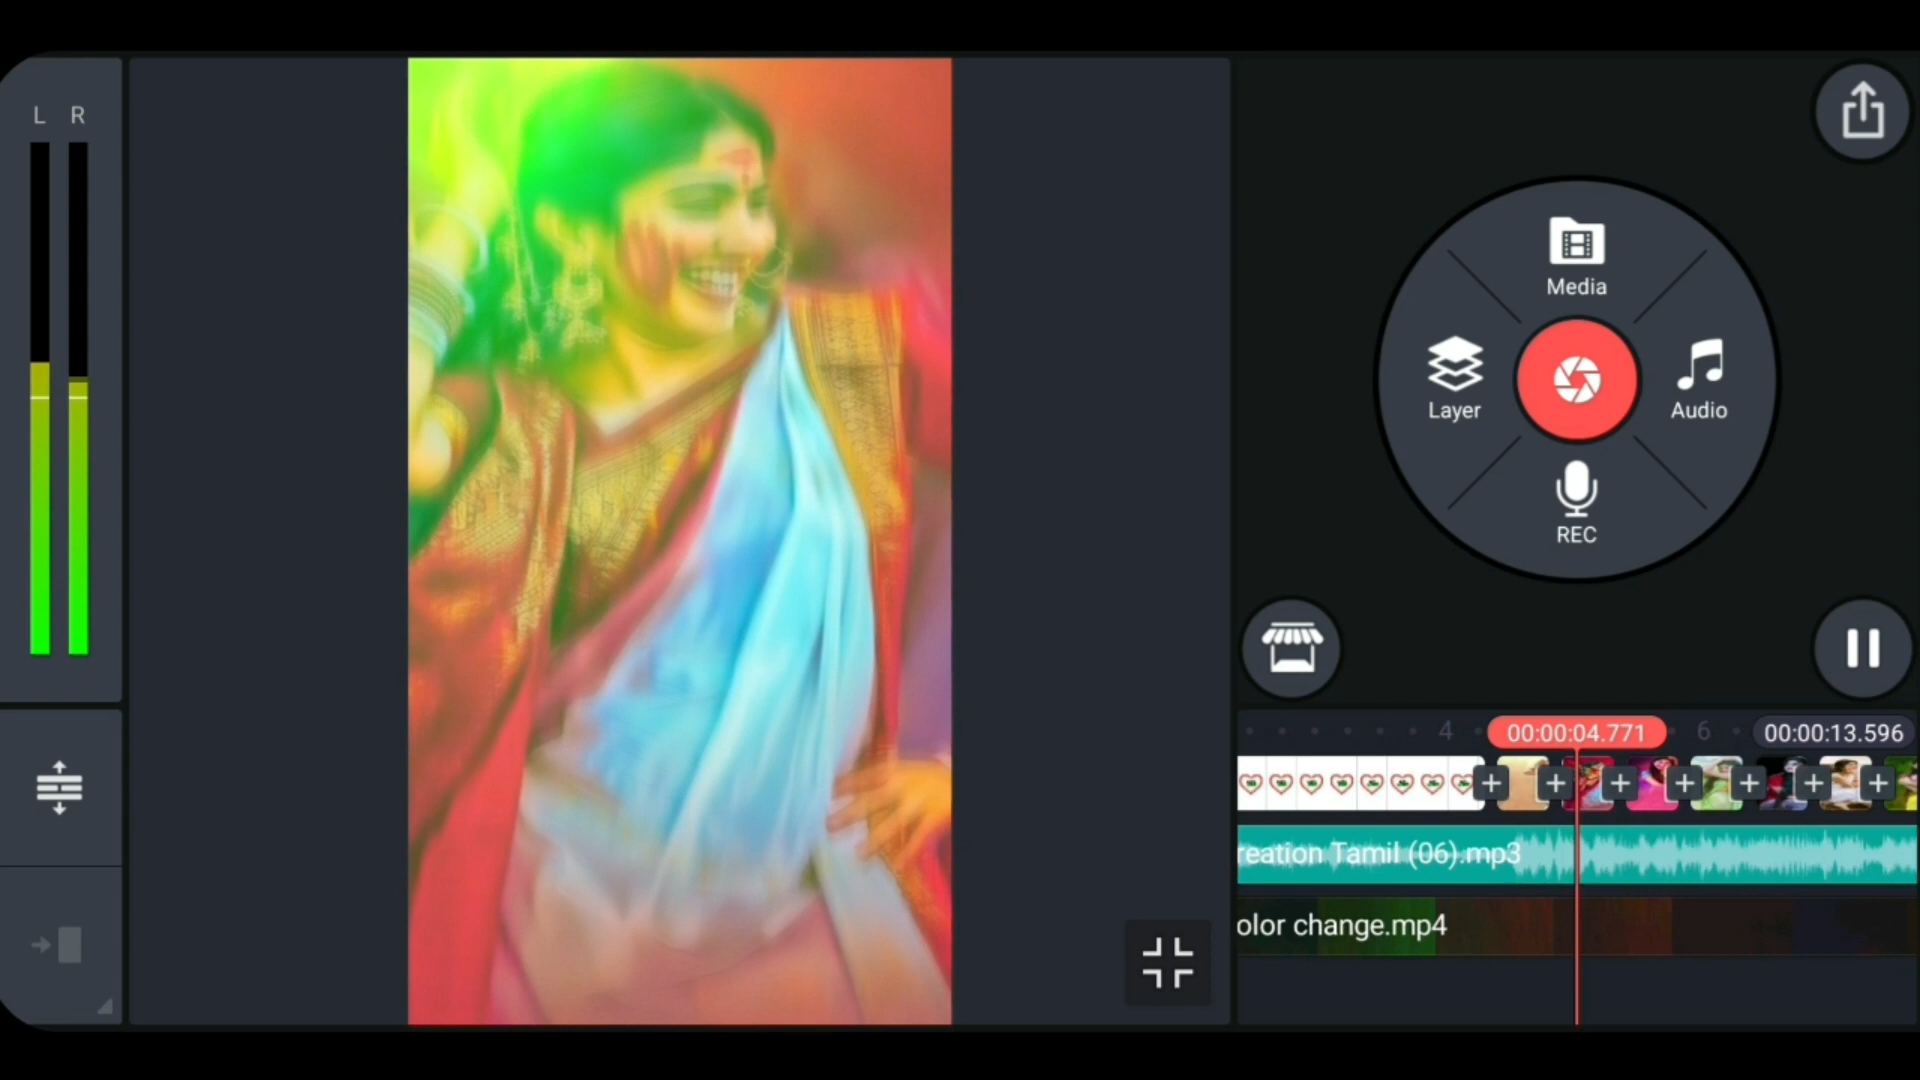 L R
Media
Layer
Audio
REC
4
00:00:04.771
6
00:00:13.596
reation Tamil (06).mp3
olor change.mp4